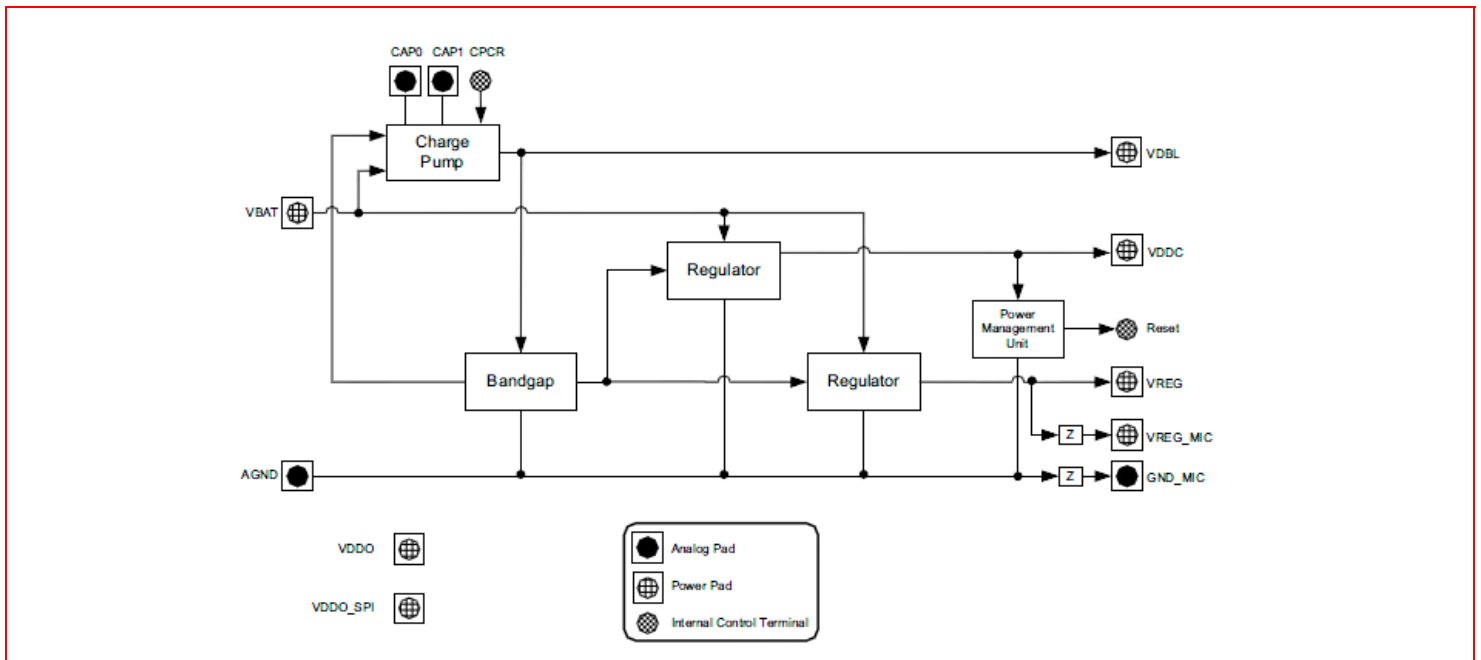 CAP0 CAP1 CPCR
Charge
Pump
VDBL
VBAT
Regulator
VDDC
Power
Management
Unit
Reset
Bandgap
Regulator
VREG
Z
VREG_MIC
AGND
Z
GND_MIC
VDDO
Analog Pad
Power Pad
VDDO_SPI
Internal Control Terminal